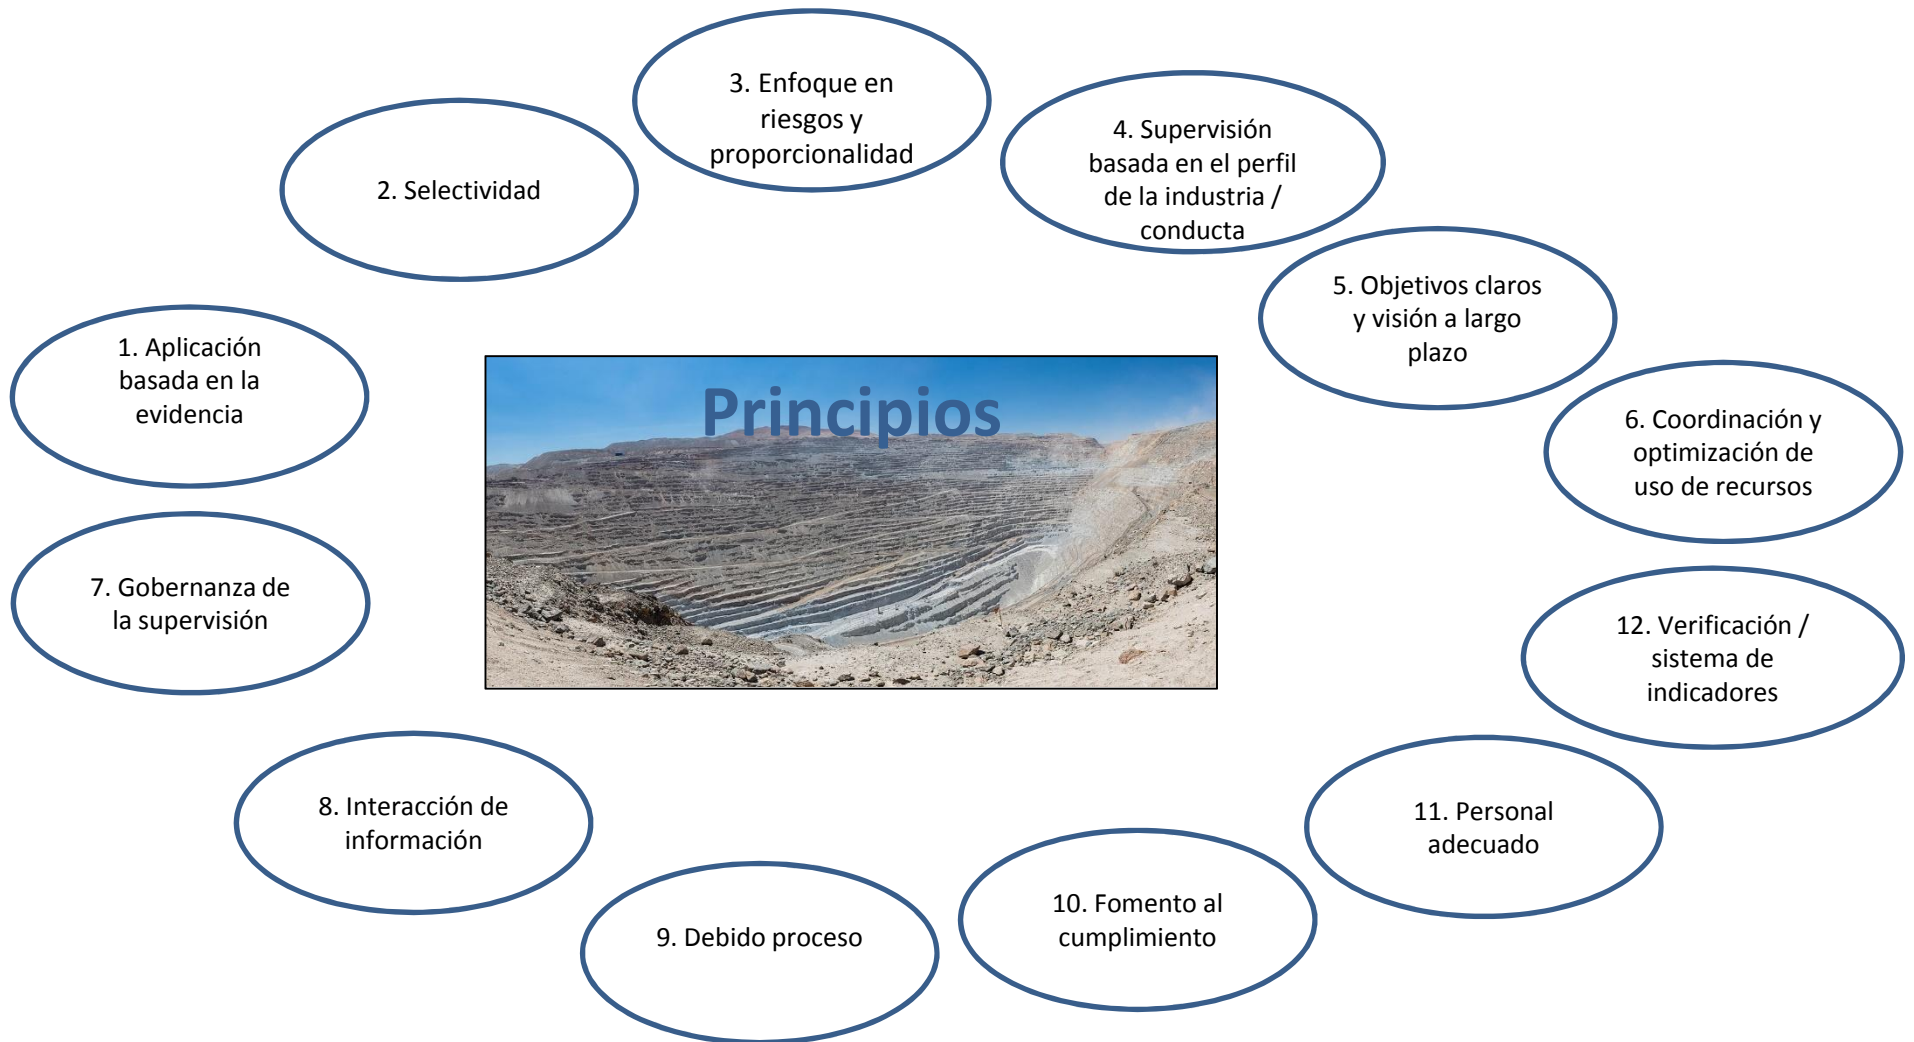 1. Aplicación
basada en la
evidencia
2. Selectividad
3. Enfoque en
riesgos y
proporcionalidad
4. Supervisión
basada en el perfil
de la industria /
conducta
5. Objetivos claros
y visión a largo
plazo
6. Coordinación y
optimización de
uso de recursos
Principios
7. Gobernanza de
la supervisión
8. Interacción de
información
9. Debido proceso
10. Fomento al
cumplimiento
11. Personal
adecuado
12. Verificación /
sistema de
indicadores